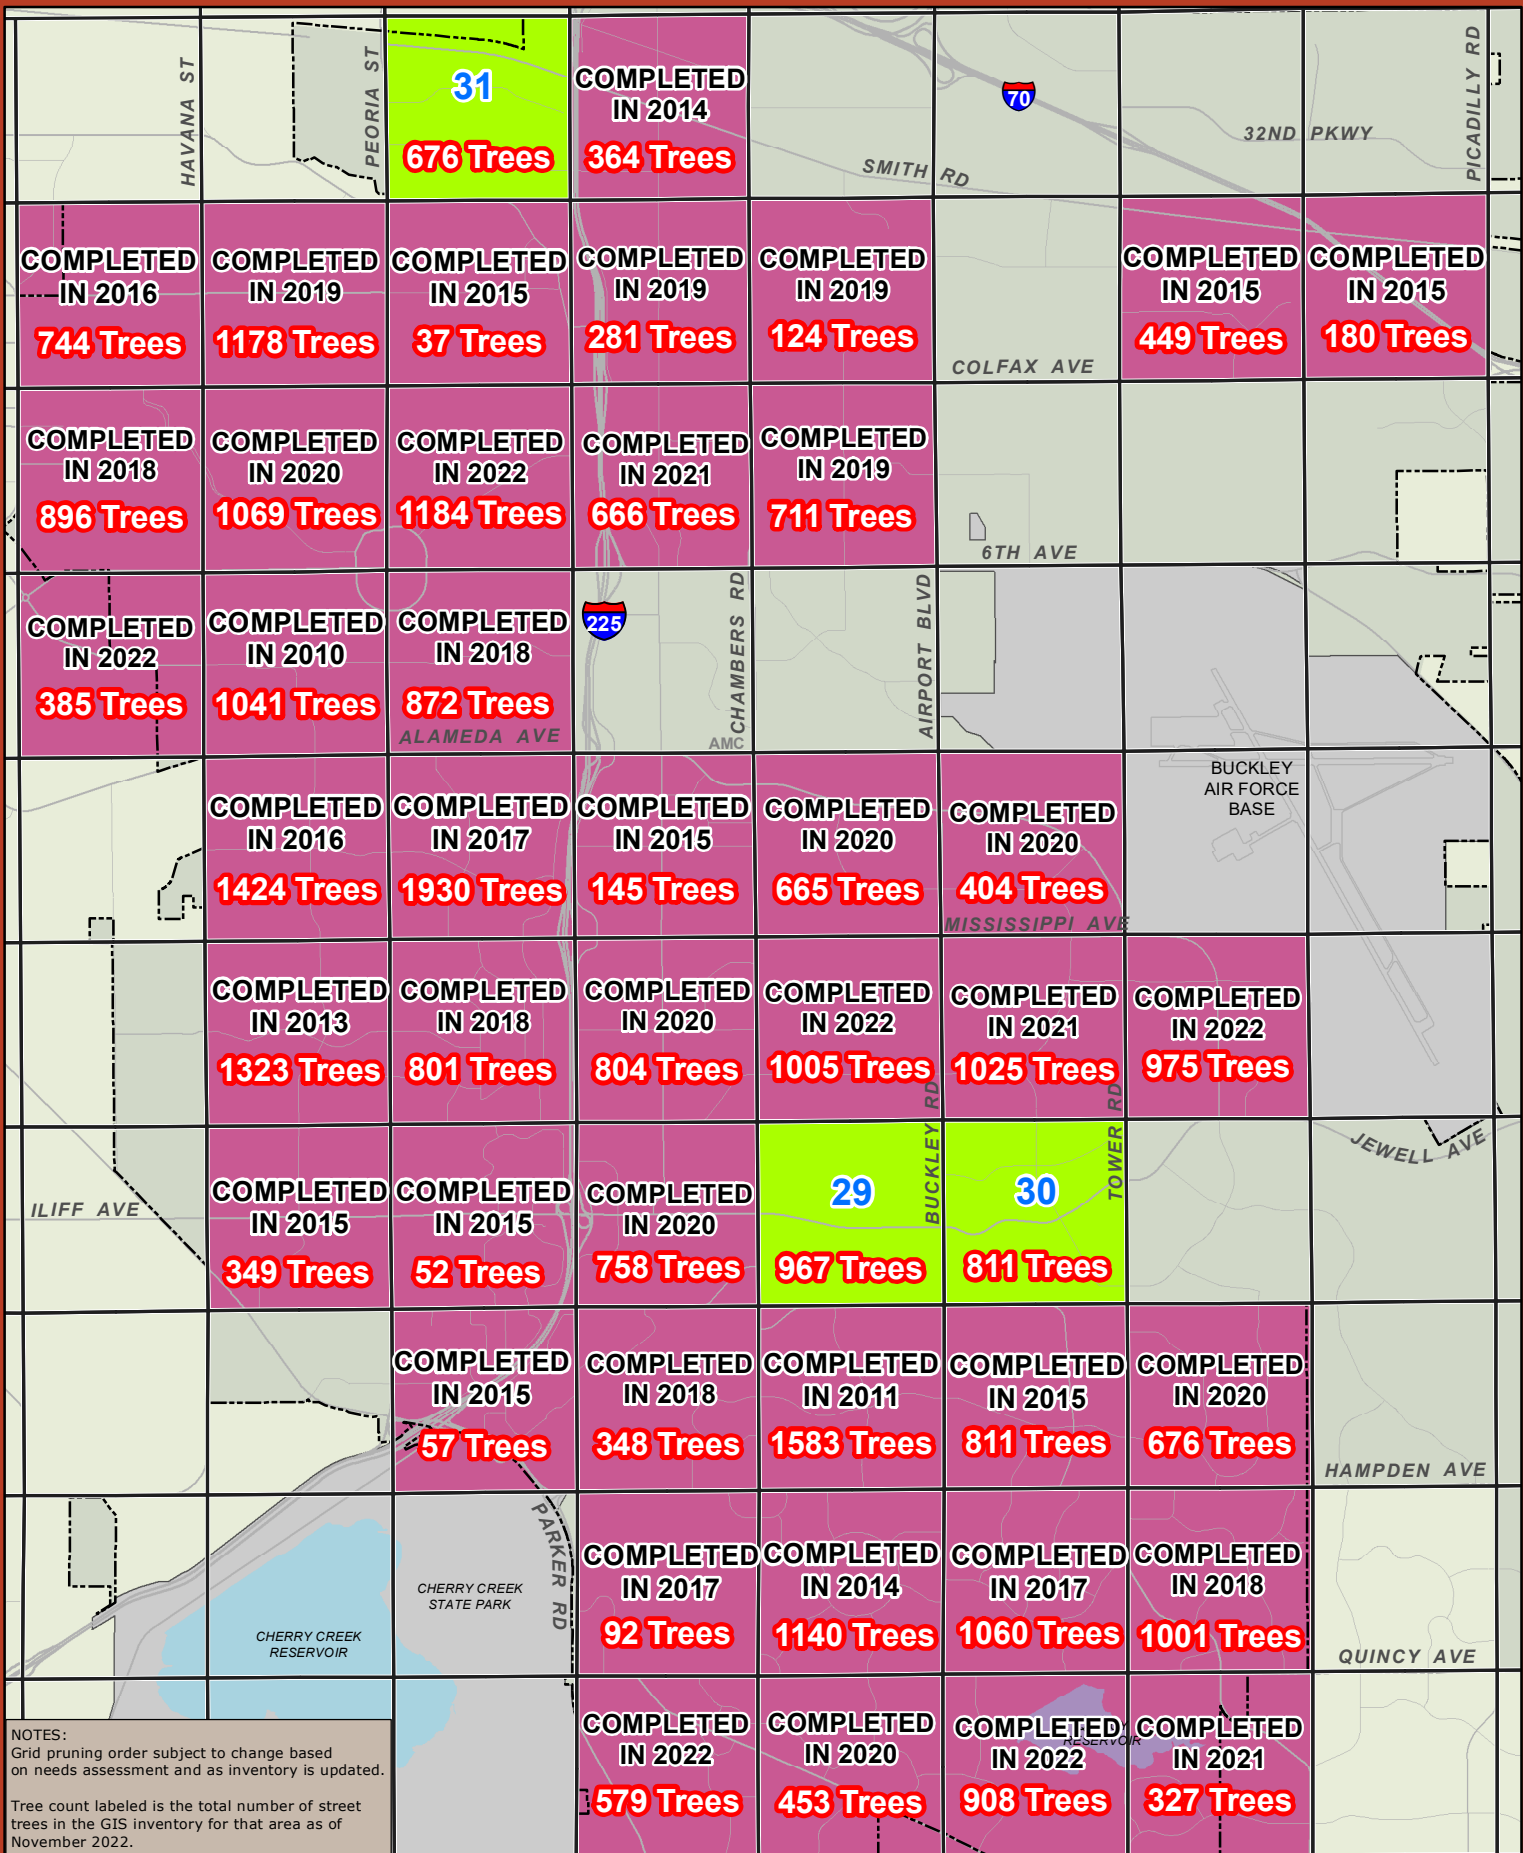 HAVANA ST
PEORIA ST
31
676 Trees
COMPLETED
IN 2014
364 Trees
70
SMITH RD
32ND PKWY
PICADILLY RD
COMPLETED
IN 2016
744 Trees
COMPLETED
IN 2019
1178 Trees
COMPLETED
IN 2015
37 Trees
COMPLETED
IN 2019
281 Trees
COMPLETED
IN 2019
124 Trees
COLFAX AVE
COMPLETED
IN 2015
449 Trees
COMPLETED
IN 2015
180 Trees
COMPLETED
IN 2018
896 Trees
COMPLETED
IN 2020
1069 Trees
COMPLETED
IN 2022
1184 Trees
COMPLETED
IN 2021
666 Trees
COMPLETED
IN 2019
711 Trees
6TH AVE
COMPLETED
IN 2022
385 Trees
COMPLETED
IN 2010
1041 Trees
COMPLETED
IN 2018
872 Trees
ALAMEDA AVE
225
CHAMBERS RD
AMC
AIRPORT BLVD
COMPLETED
IN 2016
1424 Trees
COMPLETED
IN 2017
1930 Trees
COMPLETED
IN 2015
145 Trees
COMPLETED
IN 2020
665 Trees
COMPLETED
IN 2020
404 Trees
MISSISSIPPI AVE
BUCKLEY
AIR FORCE
BASE
COMPLETED
IN 2013
1323 Trees
COMPLETED
IN 2018
801 Trees
COMPLETED
IN 2020
804 Trees
COMPLETED
IN 2022
1005 Trees
COMPLETED
IN 2021
1025 Trees
COMPLETED
IN 2022
975 Trees
ILIFF AVE
COMPLETED
IN 2015
349 Trees
COMPLETED
IN 2015
52 Trees
COMPLETED
IN 2020
758 Trees
29
967 Trees
BUCKLEY RD
30
811 Trees
TOWER RD
JEWELL AVE
COMPLETED
IN 2015
57 Trees
COMPLETED
IN 2018
348 Trees
COMPLETED
IN 2011
1583 Trees
COMPLETED
IN 2015
811 Trees
COMPLETED
IN 2020
676 Trees
HAMPDEN AVE
CHERRY CREEK
RESERVOIR
CHERRY CREEK
STATE PARK
PARKER RD
COMPLETED
IN 2017
92 Trees
COMPLETED
IN 2014
1140 Trees
COMPLETED
IN 2017
1060 Trees
COMPLETED
IN 2018
1001 Trees
QUINCY AVE
COMPLETED
IN 2022
579 Trees
COMPLETED
IN 2020
453 Trees
COMPLETED
RESERVOIR
IN 2022
908 Trees
COMPLETED
IN 2021
327 Trees
NOTES:
Grid pruning order subject to change based
on needs assessment and as inventory is updated.
Tree count labeled is the total number of street
trees in the GIS inventory for that area as of
November 2022.